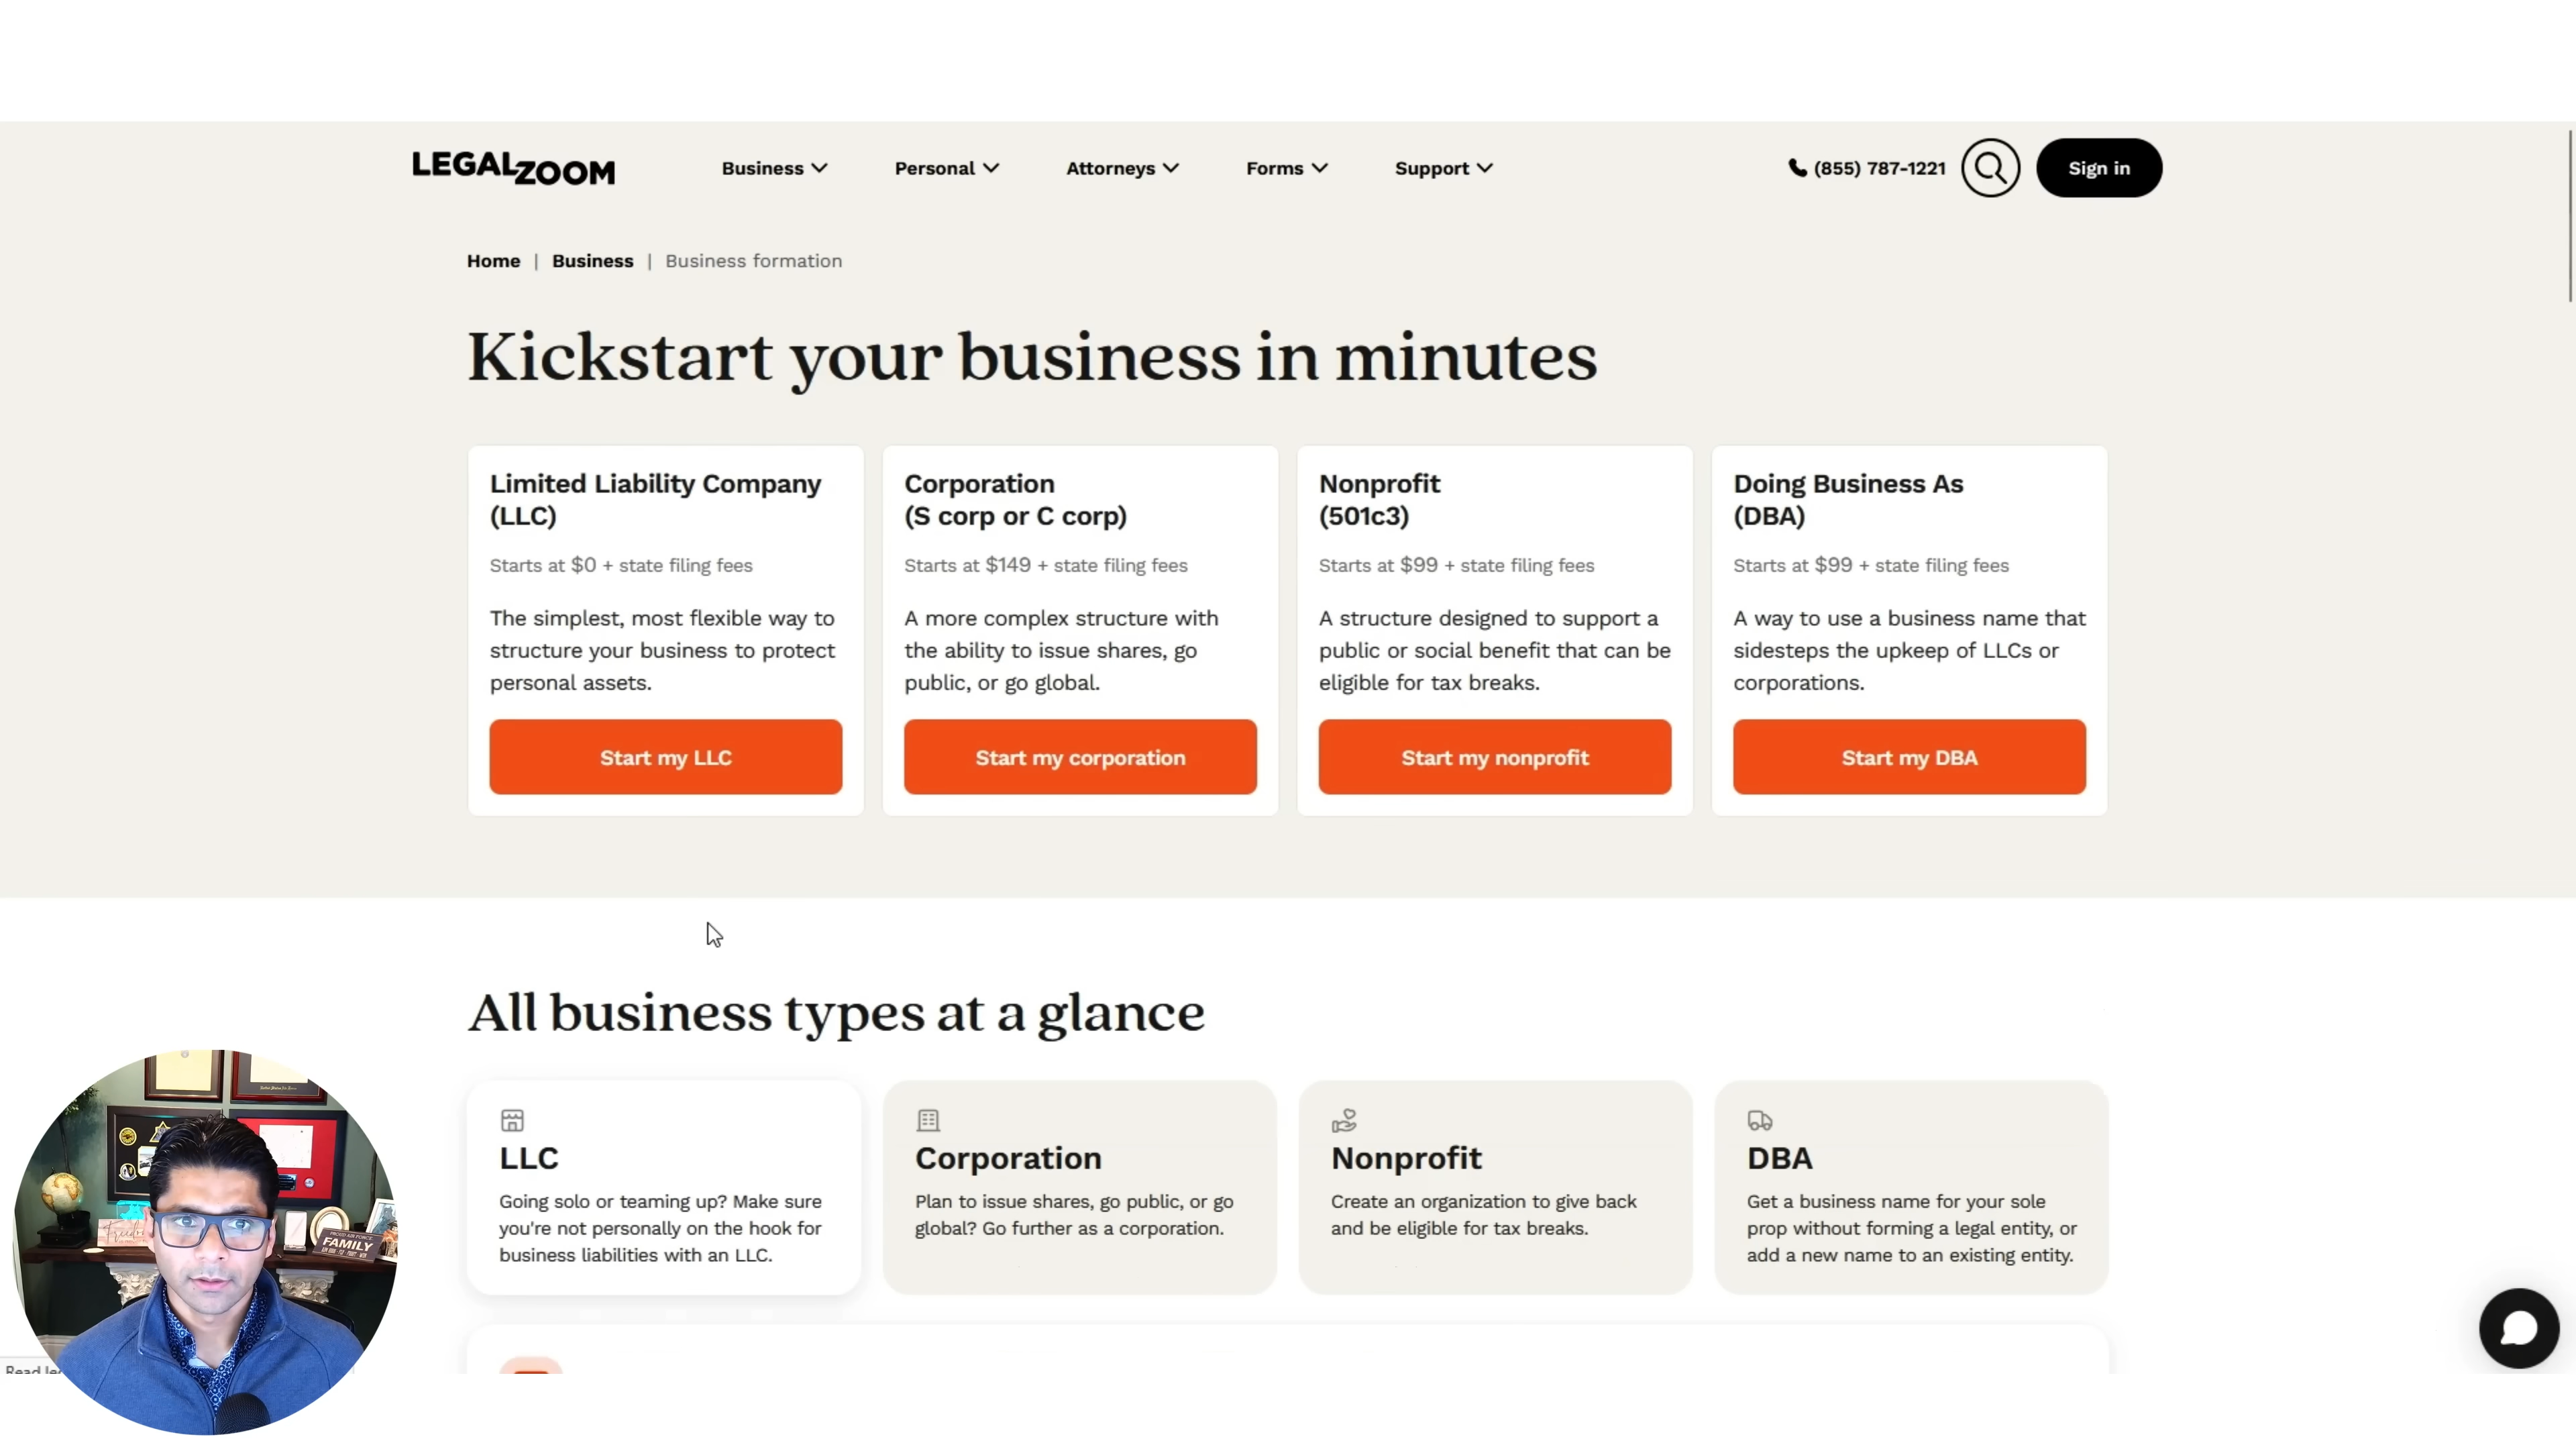 LEGALZOOM
Business
Personal
Attorneys
Forms
Support
(855) 787-1221
Sign in
Home | Business | Business formation
Kickstart your business in minutes
Limited Liability Company
(LLC)
Starts at $0 + state filing fees
The simplest, most flexible way to
structure your business to protect
personal assets.
Start my LLC
Corporation
(S corp or C corp)
Starts at $149 + state filing fees
A more complex structure with
the ability to issue shares, go
public, or go global.
Start my corporation
Nonprofit
(501c3)
Starts at $99 + state filing fees
A structure designed to support a
public or social benefit that can be
eligible for tax breaks.
Start my nonprofit
Doing Business As
(DBA)
Starts at $99 + state filing fees
A way to use a business name that
sidesteps the upkeep of LLCs or
corporations.
Start my DBA
All business types at a glance
LLC
Going solo or teaming up? Make sure
you're not personally on the hook for
business liabilities with an LLC.
Corporation
Plan to issue shares, go public, or go
global? Go further as a corporation.
Nonprofit
Create an organization to give back
and be eligible for tax breaks.
DBA
Get a business name for your sole
prop without forming a legal entity, or
add a new name to an existing entity.
FAMILY
Read